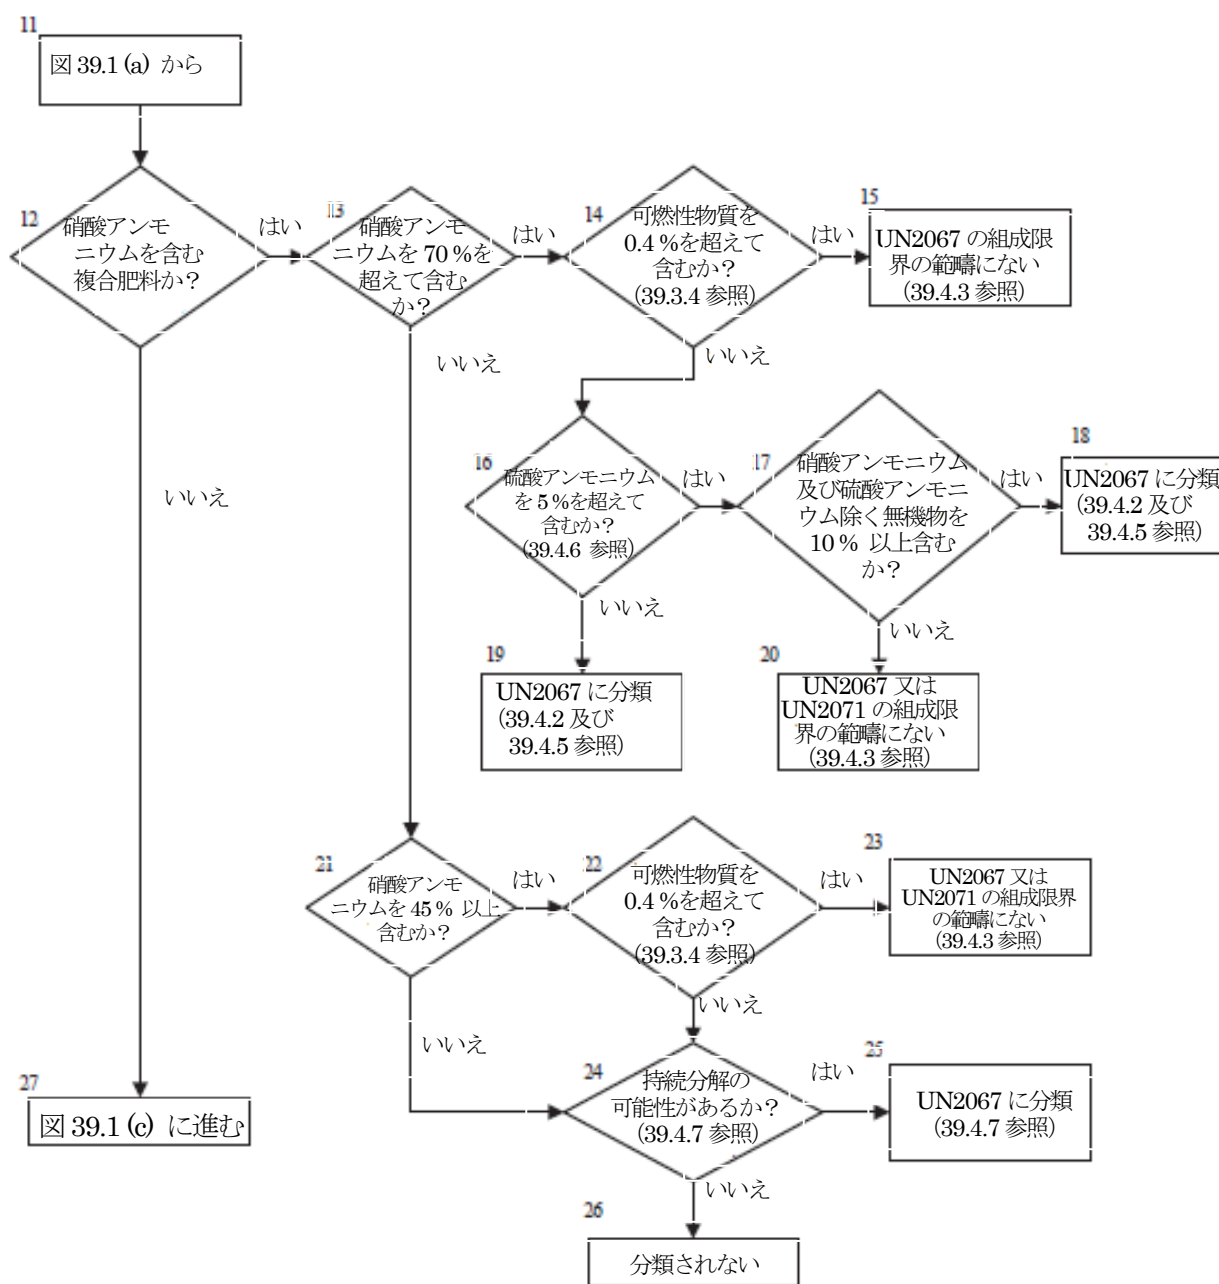 11
図 39.1 (a) から
12
硝酸アンモ
ニウムを含む
複合肥料か？
はい
13
硝酸アンモ
ニウムを 70 %を
超えて含む
か？
はい
14
可燃性物質を
0.4 %を超えて
含むか？
(39.3.4 参照)
はい
15
UN2067 の組成限
界の範疇にない
(39.4.3 参照)
いいえ
いいえ
いいえ
16
硫酸アンモニウム
を 5 %を超えて
含むか？
(39.4.6 参照)
はい
17
硝酸アンモニウム
及び硫酸アンモニ
ウム除く無機物を
10 % 以上含む
か？
はい
18
UN2067 に分類
(39.4.2 及び
39.4.5 参照)
いいえ
いいえ
19
UN2067 に分類
(39.4.2 及び
39.4.5 参照)
20
UN2067 又は
UN2071 の組成限
界の範疇にない
(39.4.3 参照)
21
硝酸アンモ
ニウムを 45 % 以上
含むか？
はい
22
可燃性物質を
0.4 %を超えて
含むか？
(39.3.4 参照)
はい
23
UN2067 又は
UN2071 の組成限界
の範疇にない
(39.4.3 参照)
いいえ
いいえ
24
持続分解の
可能性があるか？
(39.4.7 参照)
はい
25
UN2067 に分類
(39.4.7 参照)
27
図 39.1 (c) に進む
いいえ
26
分類されない